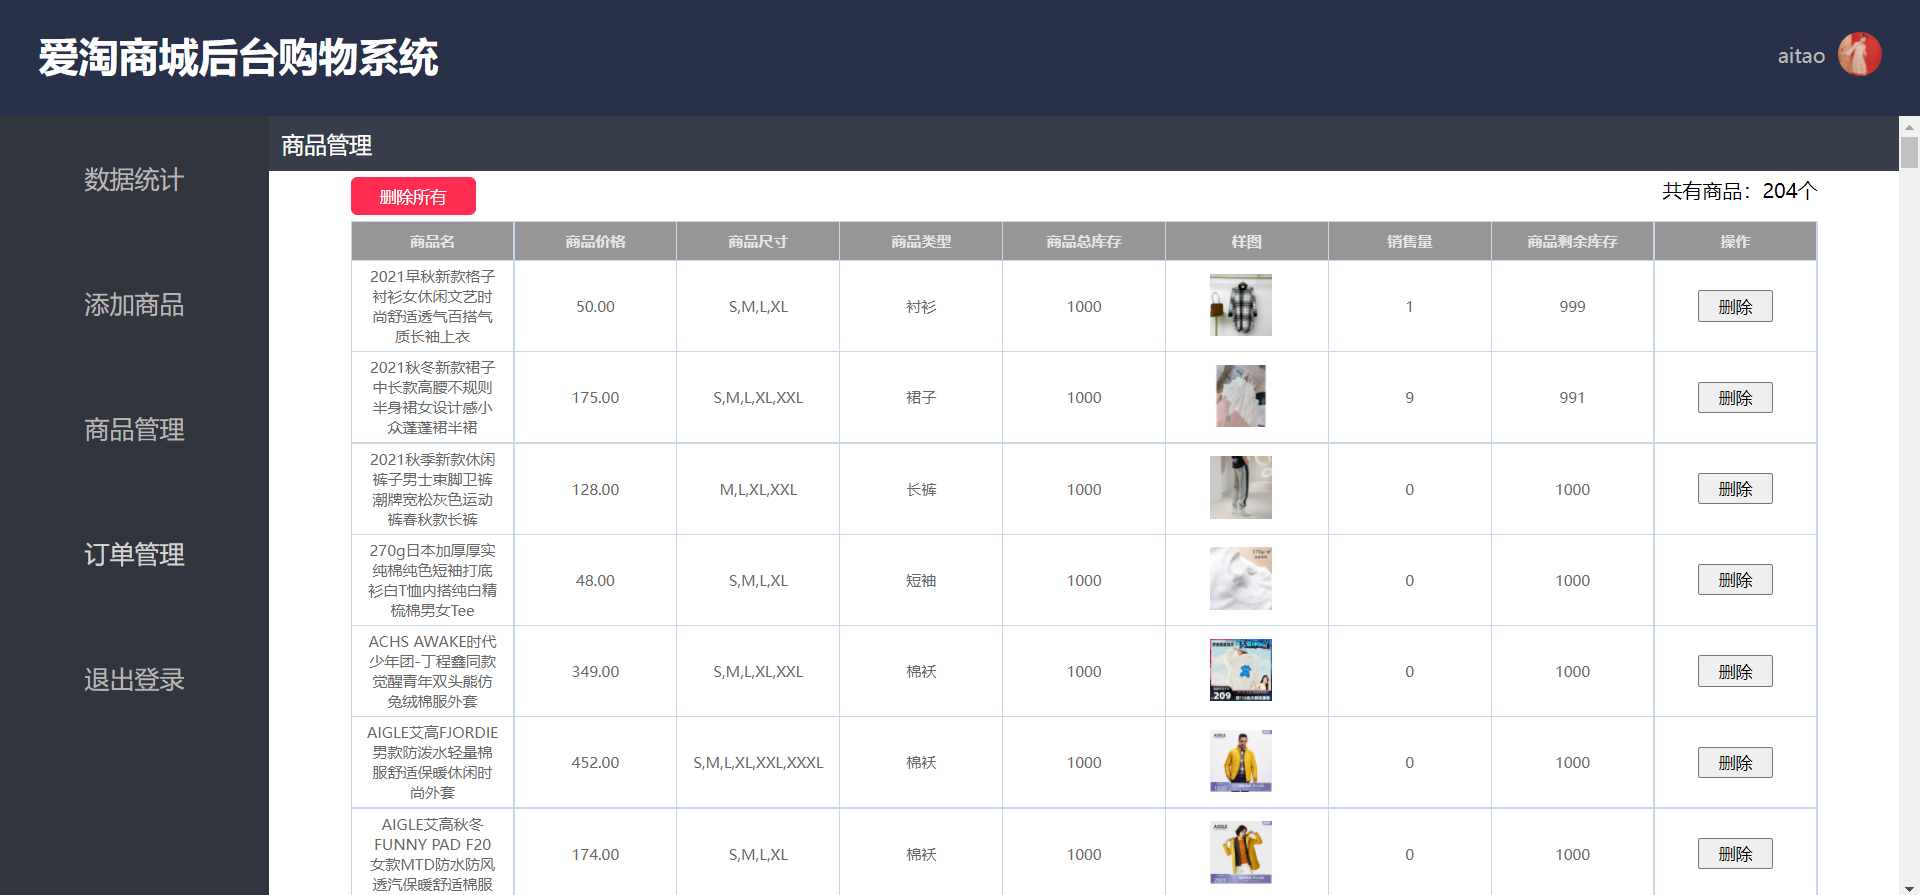 爱淘商城后台购物系统
aitao
数据统计
添加商品
商品管理
订单管理
退出登录
商品管理
删除所有
共有商品：204个
商品名 商品价格 商品尺寸 商品类型 商品总库存 样图 销售量 商品剩余库存 操作
2021早秋新款格子
衬衫女休闲文艺时
尚舒适透气百搭气
质长袖上衣
50.00 S,M,L,XL 衬衫 1000 1 999 删除
2021秋冬新款裙子
中长款高腰不规则
半身裙女设计感小
众蓬蓬裙半裙
175.00 S,M,L,XL,XXL 裙子 1000 9 991 删除
2021秋季新款休闲
裤子男士束脚卫裤
潮牌宽松灰色运动
裤春秋款长裤
128.00 M,L,XL,XXL 长裤 1000 0 1000 删除
270g日本加厚厚实
纯棉纯色短袖打底
衫白T恤内搭纯白精
梳棉男女Tee
48.00 S,M,L,XL 短袖 1000 0 1000 删除
ACHS AWAKE时代
少年团-丁程鑫同款
觉醒青年双头熊仿
兔绒棉服外套
349.00 S,M,L,XL,XXL 棉袄 1000 209 0 1000 删除
AIGLE艾高FJORDIE
男款防泼水轻量棉
服舒适保暖休闲时
尚外套
452.00 S,M,L,XL,XXL,XXXL 棉袄 1000 AIGLE 0 1000 删除
AIGLE艾高秋冬
FUNNY PAD F20
女款MTD防水防风
透汽保暖舒适棉服
174.00 S,M,L,XL 棉袄 1000 AIGLE 0 1000 删除